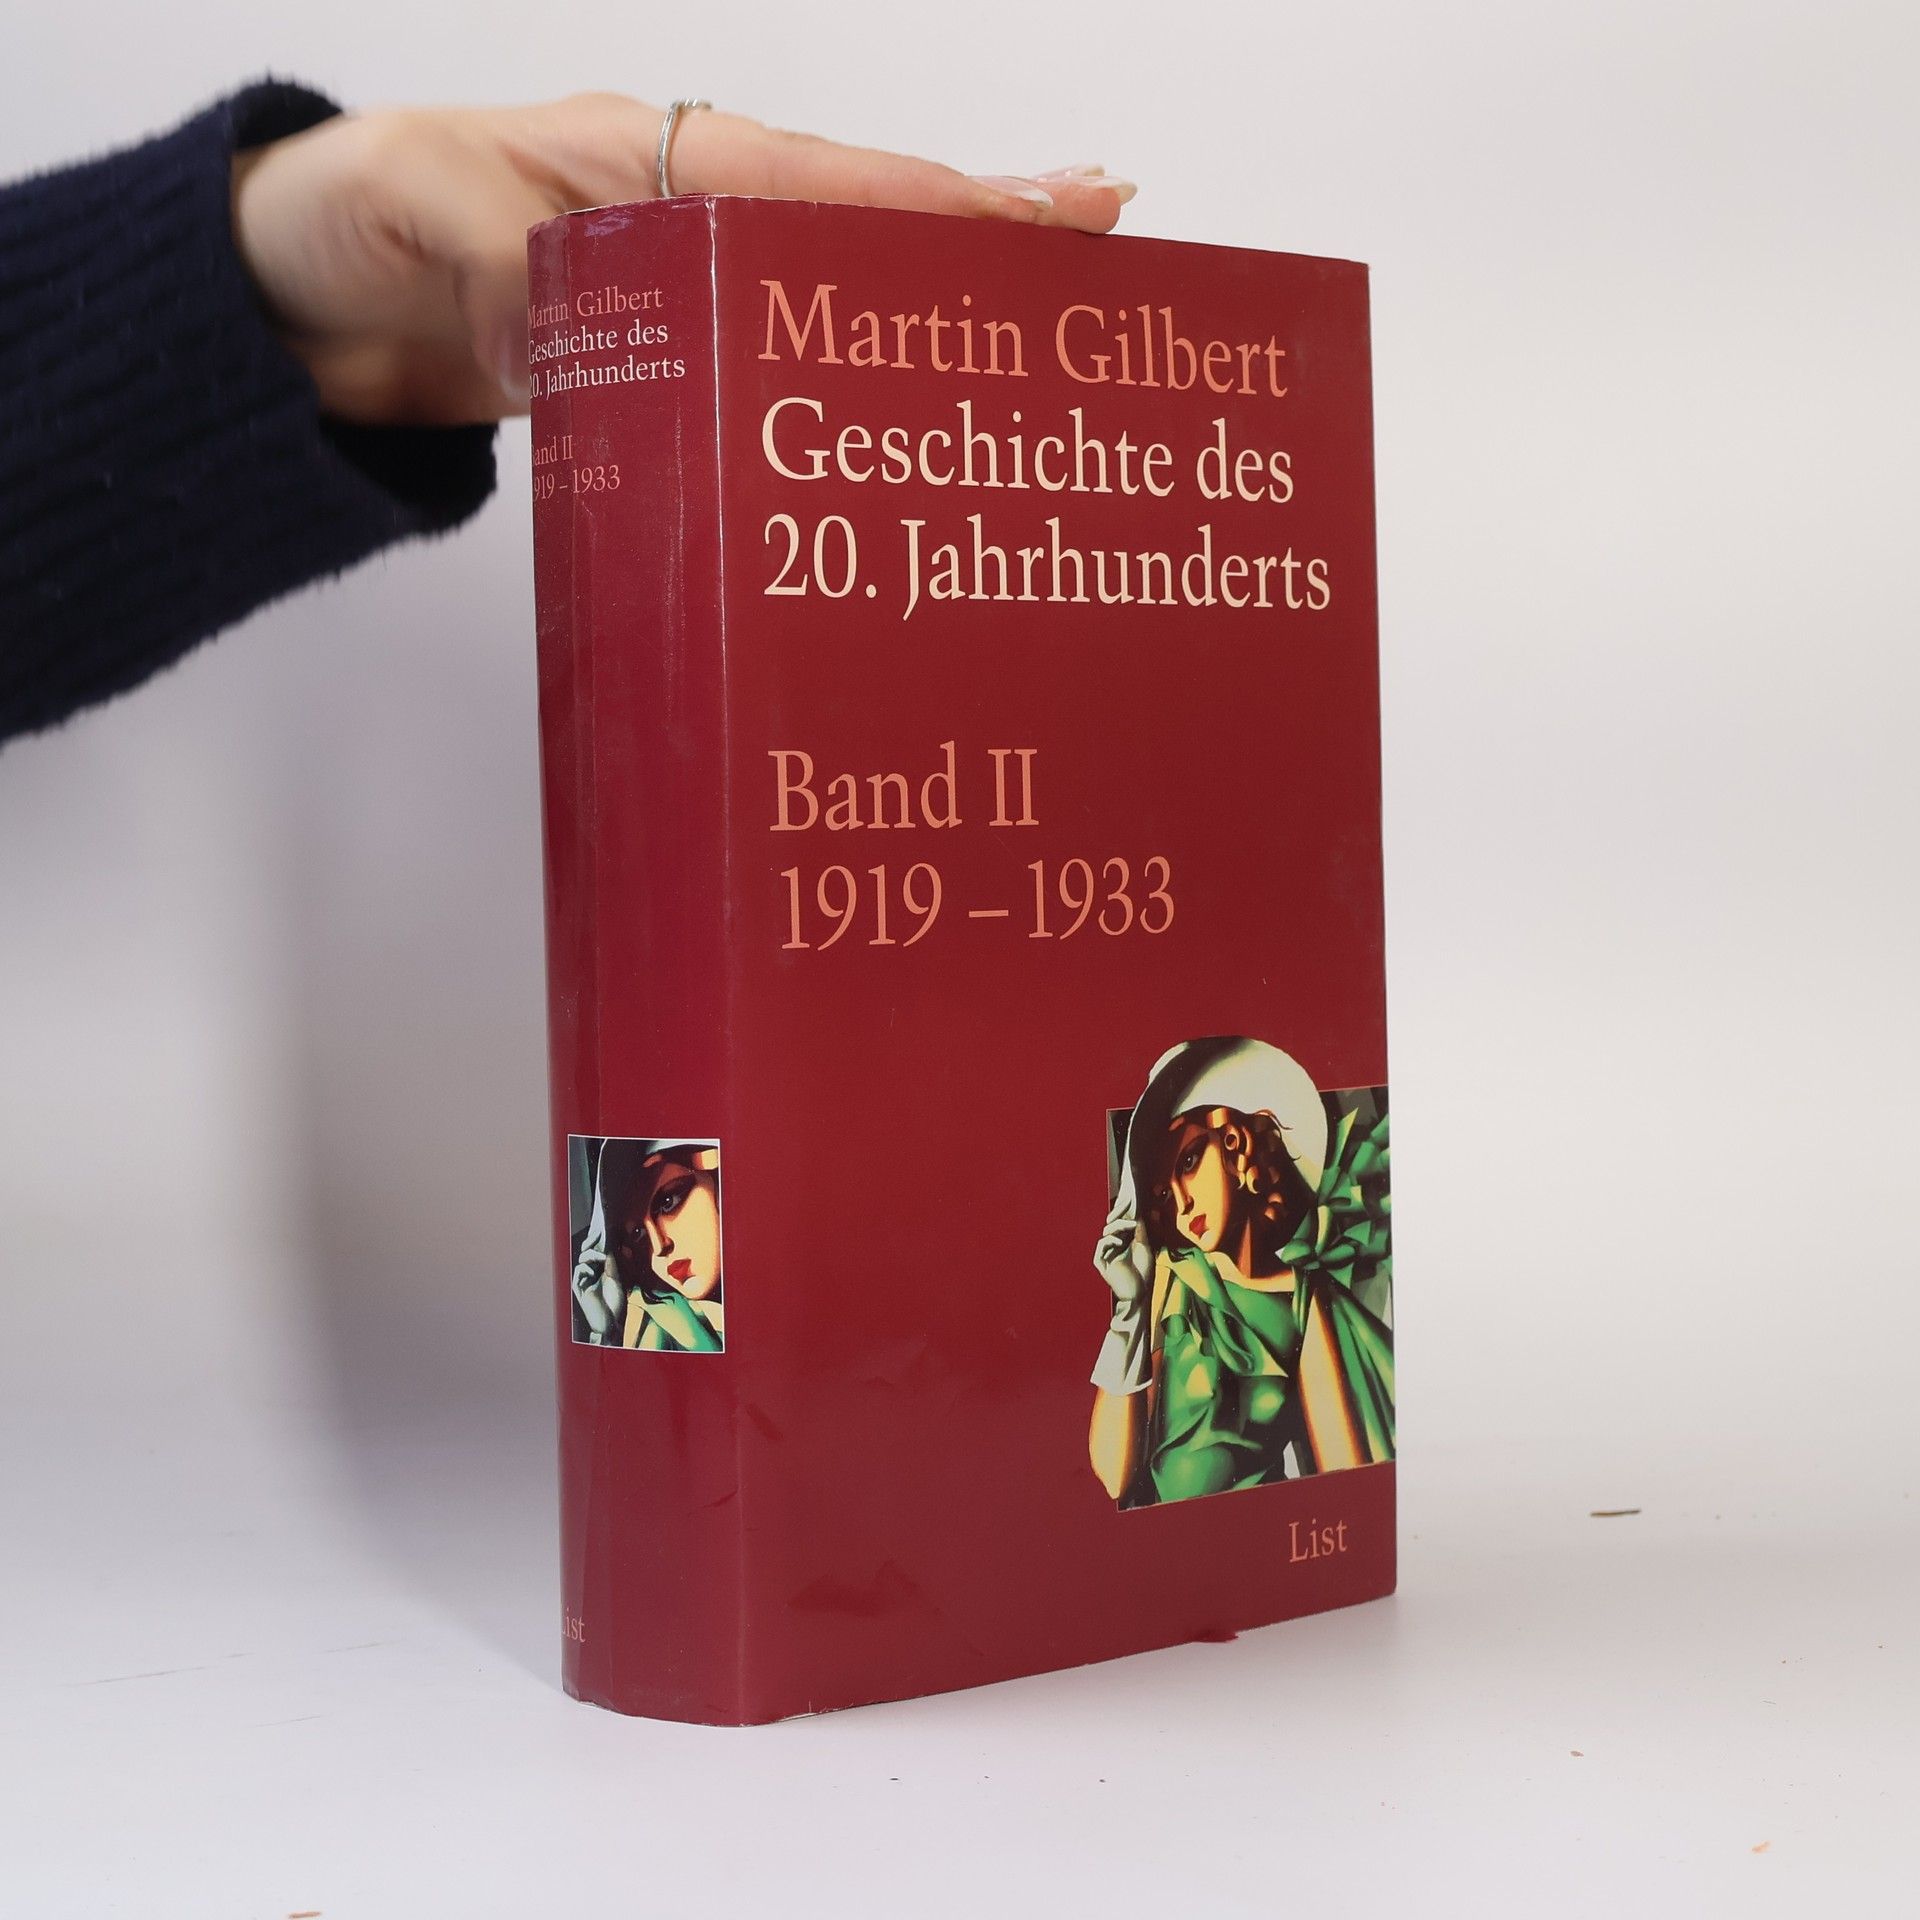 Martin Gilbert
Geschichte des
20. Jahrhunderts
Band II
1919 – 1933
Martin Gilbert
Geschichte des
20. Jahrhunderts
Band II
1919 – 1933
List
List